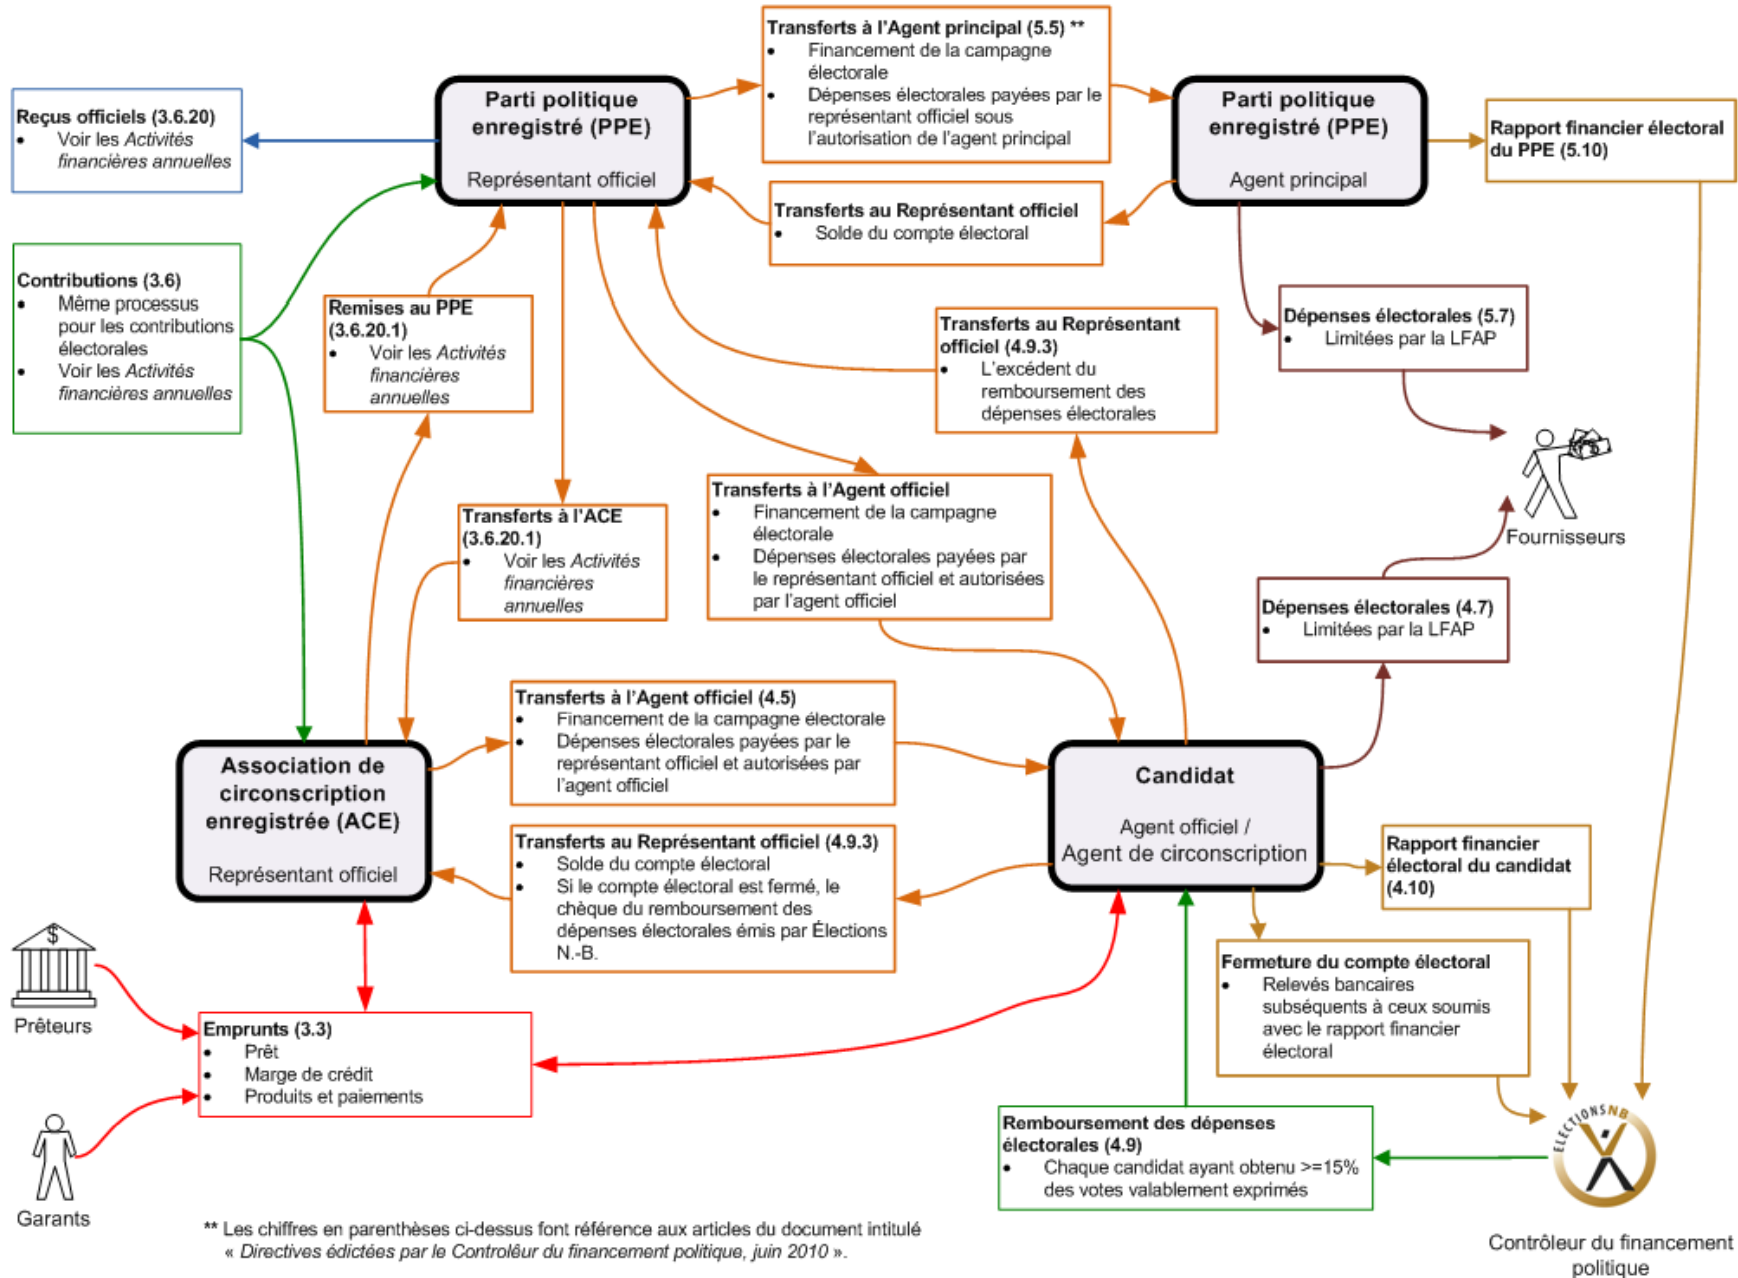 Transferts à l'Agent principal (5.5) **
• Financement de la campagne
électorale
• Dépenses électorales payées par le
représentant officiel sous
l'autorisation de l'agent principal
Reçus officiels (3.6.20)
• Voir les Activités
financières annuelles
Parti politique
enregistré (PPE)
Représentant officiel
Parti politique
enregistré (PPE)
Agent principal
Rapport financier électoral
du PPE (5.10)
Transferts au Représentant officiel
• Solde du compte électoral
Contributions (3.6)
• Même processus
pour les contributions
électorales
• Voir les Activités
financières annuelles
Remises au PPE
(3.6.20.1)
• Voir les Activités
financières
annuelles
Transferts au Représentant
officiel (4.9.3)
• L'excédent du
remboursement des
dépenses électorales
Dépenses électorales (5.7)
• Limitées par la LFAP
Fournisseurs
Transferts à l'ACE
(3.6.20.1)
• Voir les Activités
financières
annuelles
Transferts à l'Agent officiel
• Financement de la campagne
électorale
• Dépenses électorales payées par
le représentant officiel et autorisées
par l'agent officiel
Dépenses électorales (4.7)
• Limitées par la LFAP
Transferts à l'Agent officiel (4.5)
• Financement de la campagne électorale
• Dépenses électorales payées par le
représentant officiel et autorisées par
l'agent officiel
Association de
circonscription
enregistrée (ACE)
Représentant officiel
Candidat
Agent officiel /
Agent de circonscription
Transferts au Représentant officiel (4.9.3)
• Solde du compte électoral
• Si le compte électoral est fermé, le
chèque du remboursement des
dépenses électorales émis par Élections
N.-B.
Rapport financier
électoral du candidat
(4.10)
Fermeture du compte électoral
• Relevés bancaires
subséquents à ceux soumis
avec le rapport financier
électoral
$
Prêteurs
Emprunts (3.3)
• Prêt
• Marge de crédit
• Produits et paiements
Garants
Remboursement des dépenses
électorales (4.9)
• Chaque candidat ayant obtenu >=15%
des votes valablement exprimés
ELECTIONS NB
Contrôleur du financement
politique
** Les chiffres en parenthèses ci-dessus font référence aux articles du document intitulé
« Directives édictées par le Controlêur du financement politique, juin 2010 ».